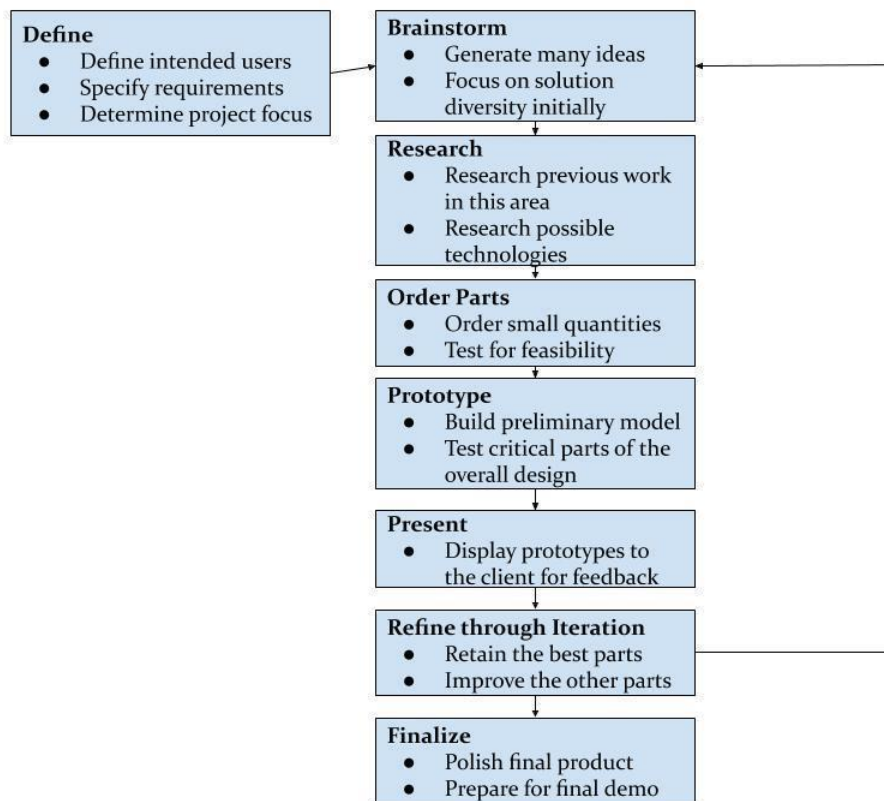 Define
● Define intended users
● Specify requirements
● Determine project focus
Brainstorm
● Generate many ideas
● Focus on solution
diversity initially
Research
● Research previous work
in this area
● Research possible
technologies
Order Parts
● Order small quantities
● Test for feasibility
Prototype
● Build preliminary model
● Test critical parts of the
overall design
Present
● Display prototypes to
the client for feedback
Refine through Iteration
● Retain the best parts
● Improve the other parts
Finalize
● Polish final product
● Prepare for final demo